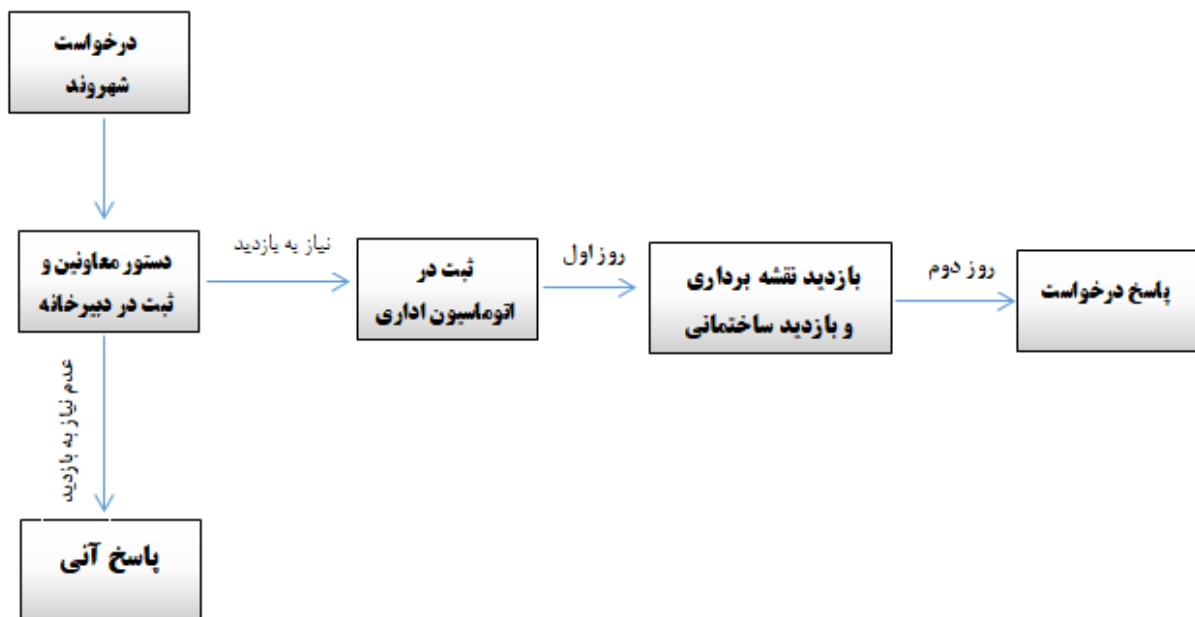 درخواست
شهروند
دستور معاونین و
ثبت در دبیرخانه
نیاز به بازدید
ثبت در
اتوماسیون اداری
روز اول
بازدید نقشه برداری
و بازدید ساختمانی
روز دوم
پاسخ درخواست
عدم نیاز به بازدید
پاسخ آنی